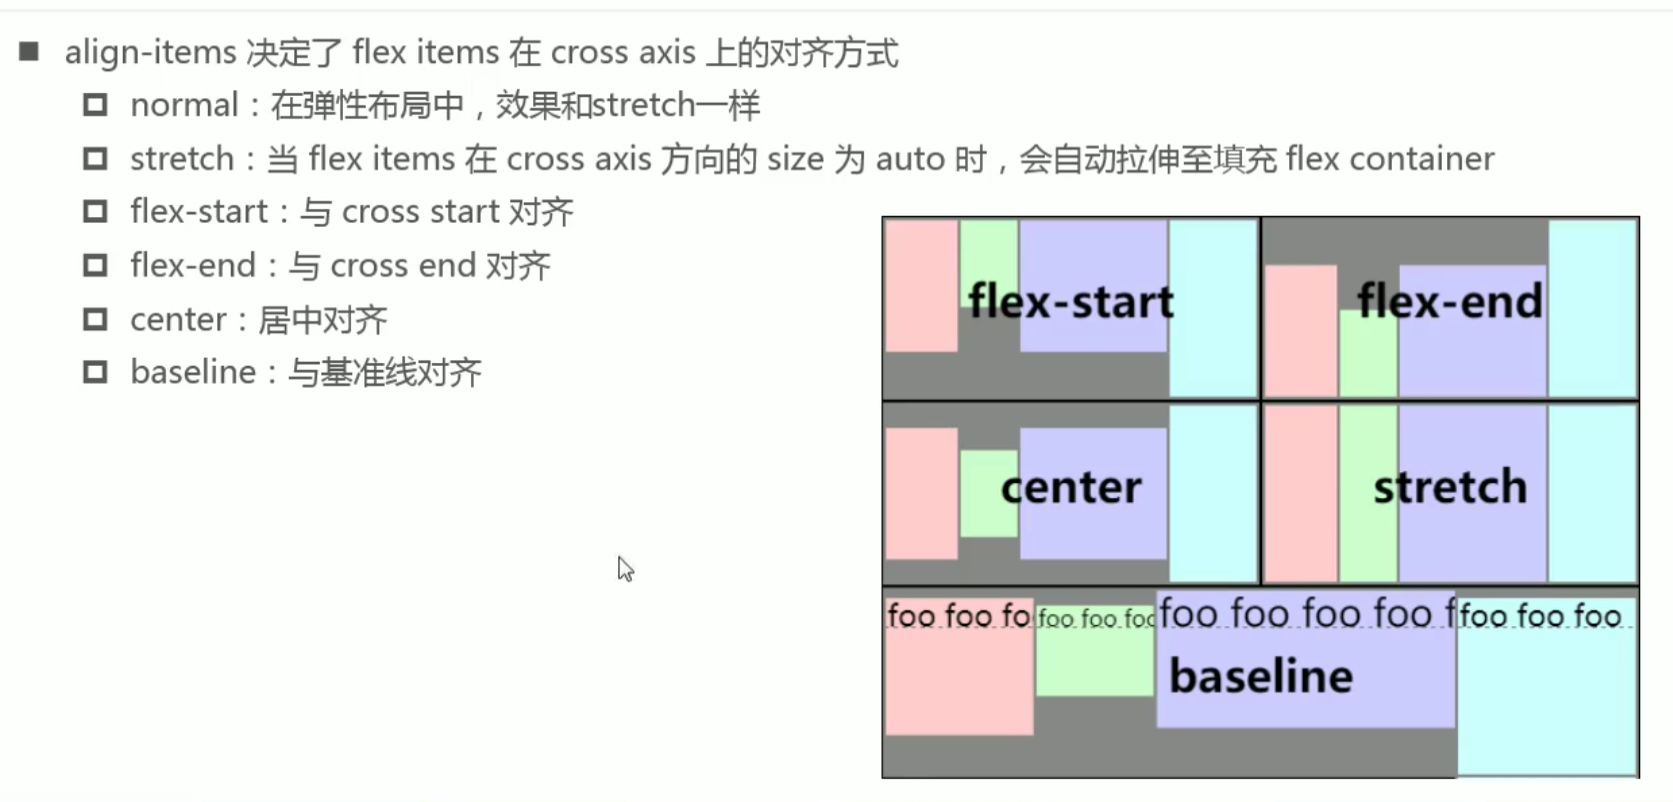 align-items 决定了 flex items 在 cross axis 上的对齐方式
normal：在弹性布局中，效果和stretch一样
stretch：当 flex items 在 cross axis 方向的 size 为 auto 时，会自动拉伸至填充 flex container
flex-start：与 cross start 对齐
flex-end：与 cross end 对齐
center：居中对齐
baseline：与基准线对齐
flex-start
flex-end
center
stretch
foo foo fo
foo foo foo
foo foo foo foo f
foo foo foo
baseline